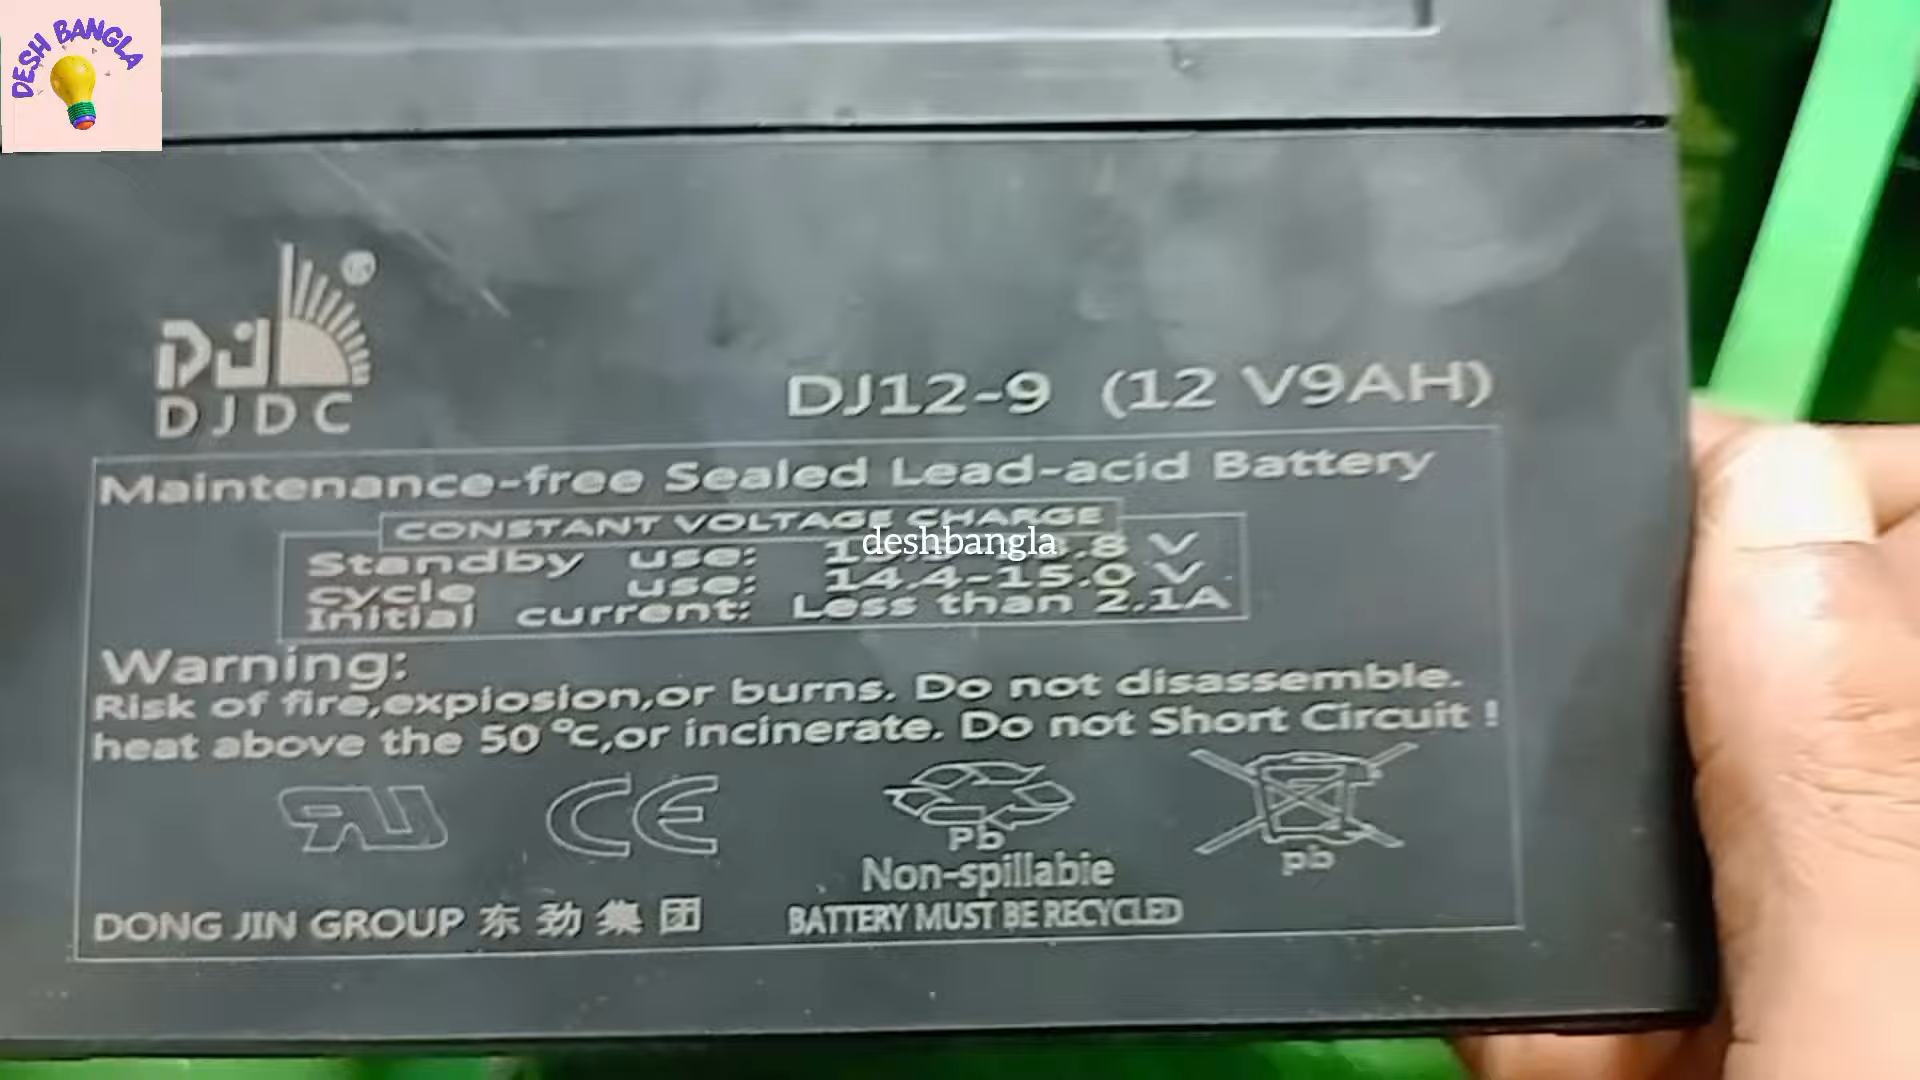 DESH BANGLA
DJ
DJDC
DJ12-9 (12 V9AH)
Maintenance-free Sealed Lead-acid Battery
CONSTANT VOLTAGE CHARGE
deshbangla
Standby use: .8 V
cycle use: 14.4-15.0 V
Initial current: Less than 2.1A
Warning:
Risk of fire,explosion,or burns. Do not disassemble.
heat above the 50℃,or incinerate. Do not Short Circuit !
CE
Pb
pb
Non-spillabie
DONG JIN GROUP 东劲集团
BATTERY MUST BE RECYCLED